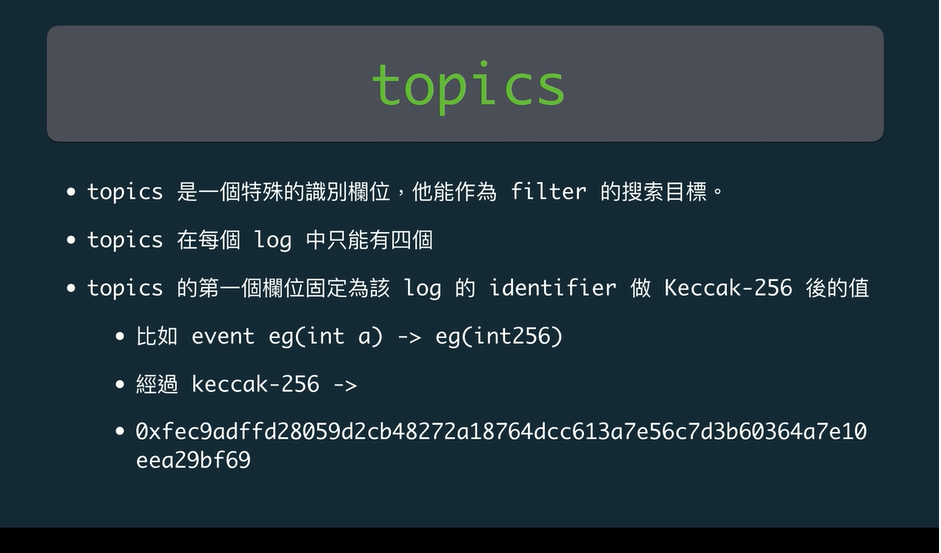 topics
• topics 是一個特殊的識別欄位，他能作為 filter 的搜索目標。
• topics 在每個 log 中只能有四個
• topics 的第一個欄位固定為該 log 的 identifier 做 Keccak-256 後的值
• 比如 event eg(int a) -> eg(int256)
• 經過 keccak-256 ->
• 0xfec9adffd28059d2cb48272a18764dcc613a7e56c7d3b60364a7e10
eea29bf69